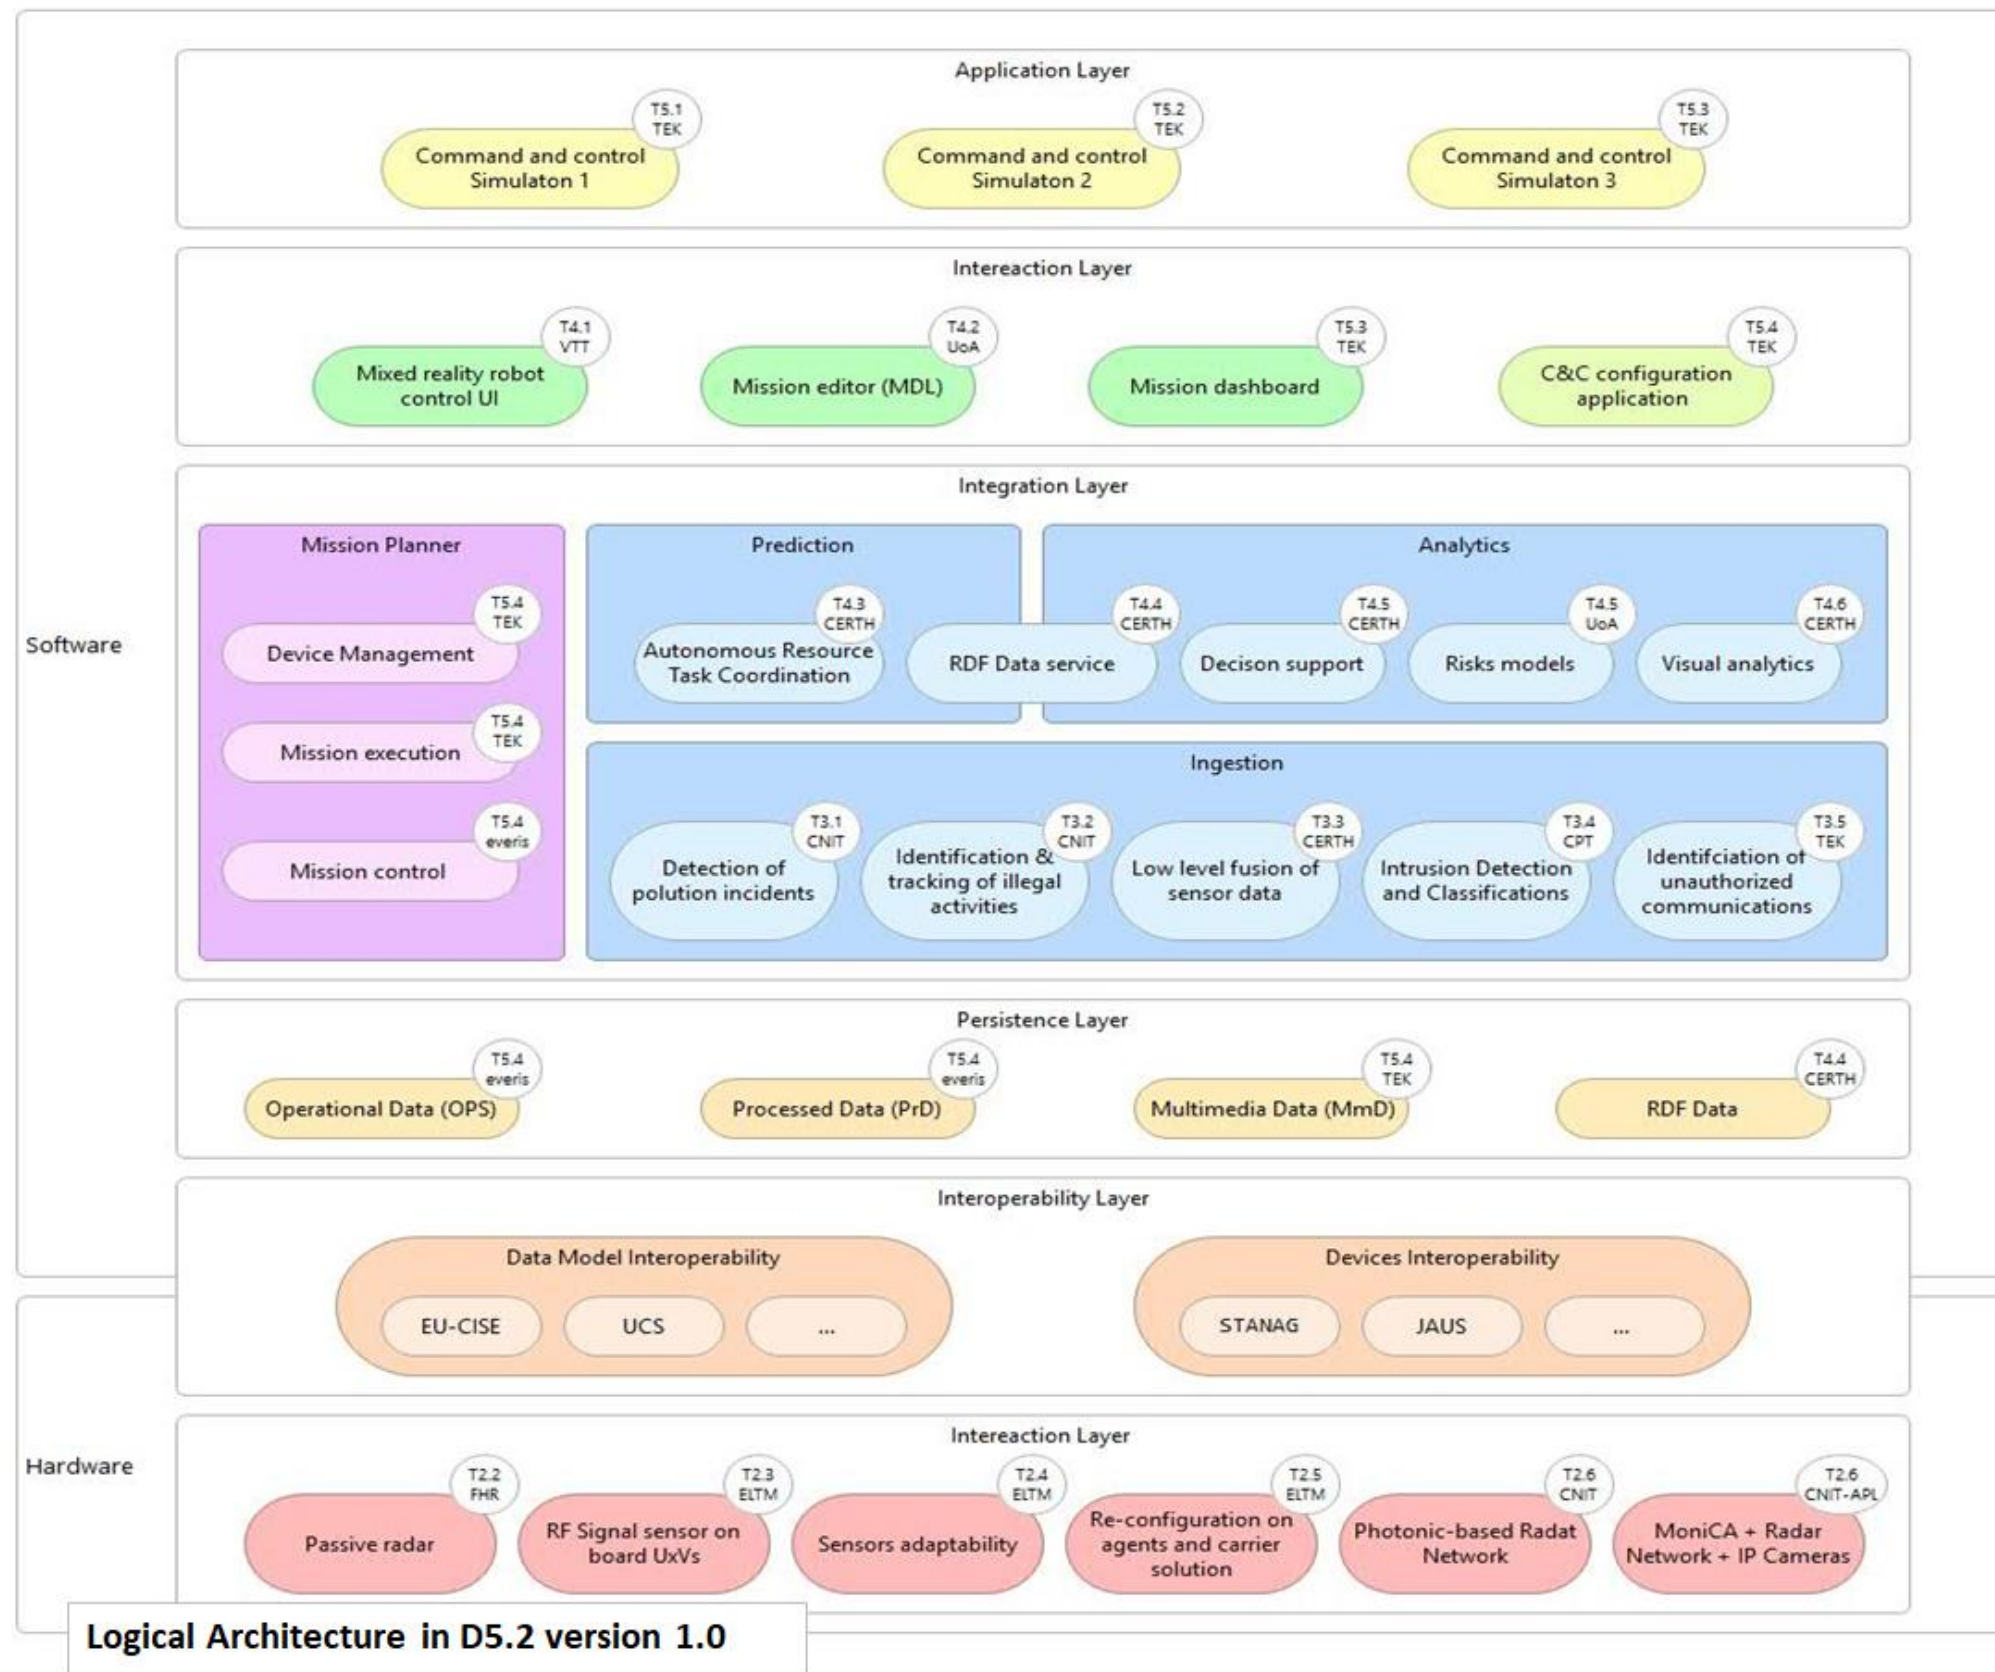 Application Layer
T5.1
TEK
Command and control
Simulaton 1
T5.2
TEK
Command and control
Simulaton 2
T5.3
TEK
Command and control
Simulaton 3
Intereaction Layer
T4.1
VTT
Mixed reality robot
control UI
T4.2
UoA
Mission editor (MDL)
T5.3
TEK
Mission dashboard
T5.4
TEK
C&C configuration
application
Software
Integration Layer
Mission Planner
T5.4
TEK
Device Management
T5.4
TEK
Mission execution
T5.4
everis
Mission control
Prediction
T4.3
CERTH
Autonomous Resource
Task Coordination
T4.4
CERTH
RDF Data service
Analytics
T4.5
CERTH
Decison support
T4.5
UoA
Risks models
T4.6
CERTH
Visual analytics
Ingestion
T3.1
CNIT
Detection of
polution incidents
T3.2
CNIT
Identification &
tracking of illegal
activities
T3.3
CERTH
Low level fusion of
sensor data
T3.4
CPT
Intrusion Detection
and Classifications
T3.5
TEK
Identifciation of
unauthorized
communications
Persistence Layer
T5.4
everis
Operational Data (OPS)
T5.4
everis
Processed Data (PrD)
T5.4
TEK
Multimedia Data (MmD)
T4.4
CERTH
RDF Data
Interoperability Layer
Data Model Interoperability
EU-CISE
UCS
...
Devices Interoperability
STANAG
JAUS
...
Hardware
Intereaction Layer
T2.2
FHR
Passive radar
T2.3
ELTM
RF Signal sensor on
board UxVs
T2.4
ELTM
Sensors adaptability
T2.5
ELTM
Re-configuration on
agents and carrier
solution
T2.6
CNIT
Photonic-based Radat
Network
T2.6
CNIT-APL
MoniCA + Radar
Network + IP Cameras
Logical Architecture in D5.2 version 1.0